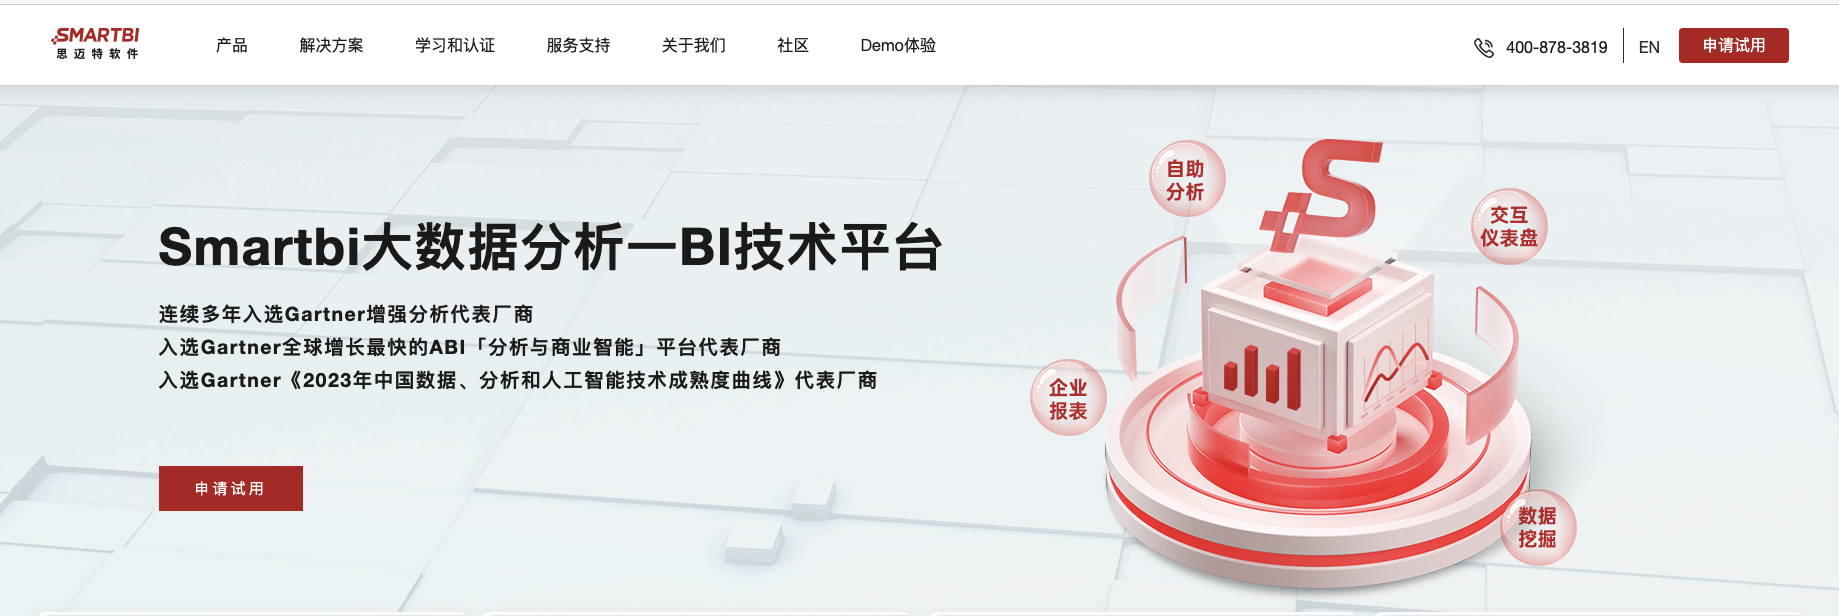 SMARTBI
思迈特软件
产品
解决方案
学习和认证
服务支持
关于我们
社区
Demo体验
400-878-3819
EN
申请试用
Smartbi大数据分析一BI技术平台
连续多年入选Gartner增强分析代表厂商
入选Gartner全球增长最快的ABI「分析与商业智能」平台代表厂商
入选Gartner《2023年中国数据、分析和人工智能技术成熟度曲线》代表厂商
申请试用
自助
分析
交互
仪表盘
企业
报表
数据
挖掘